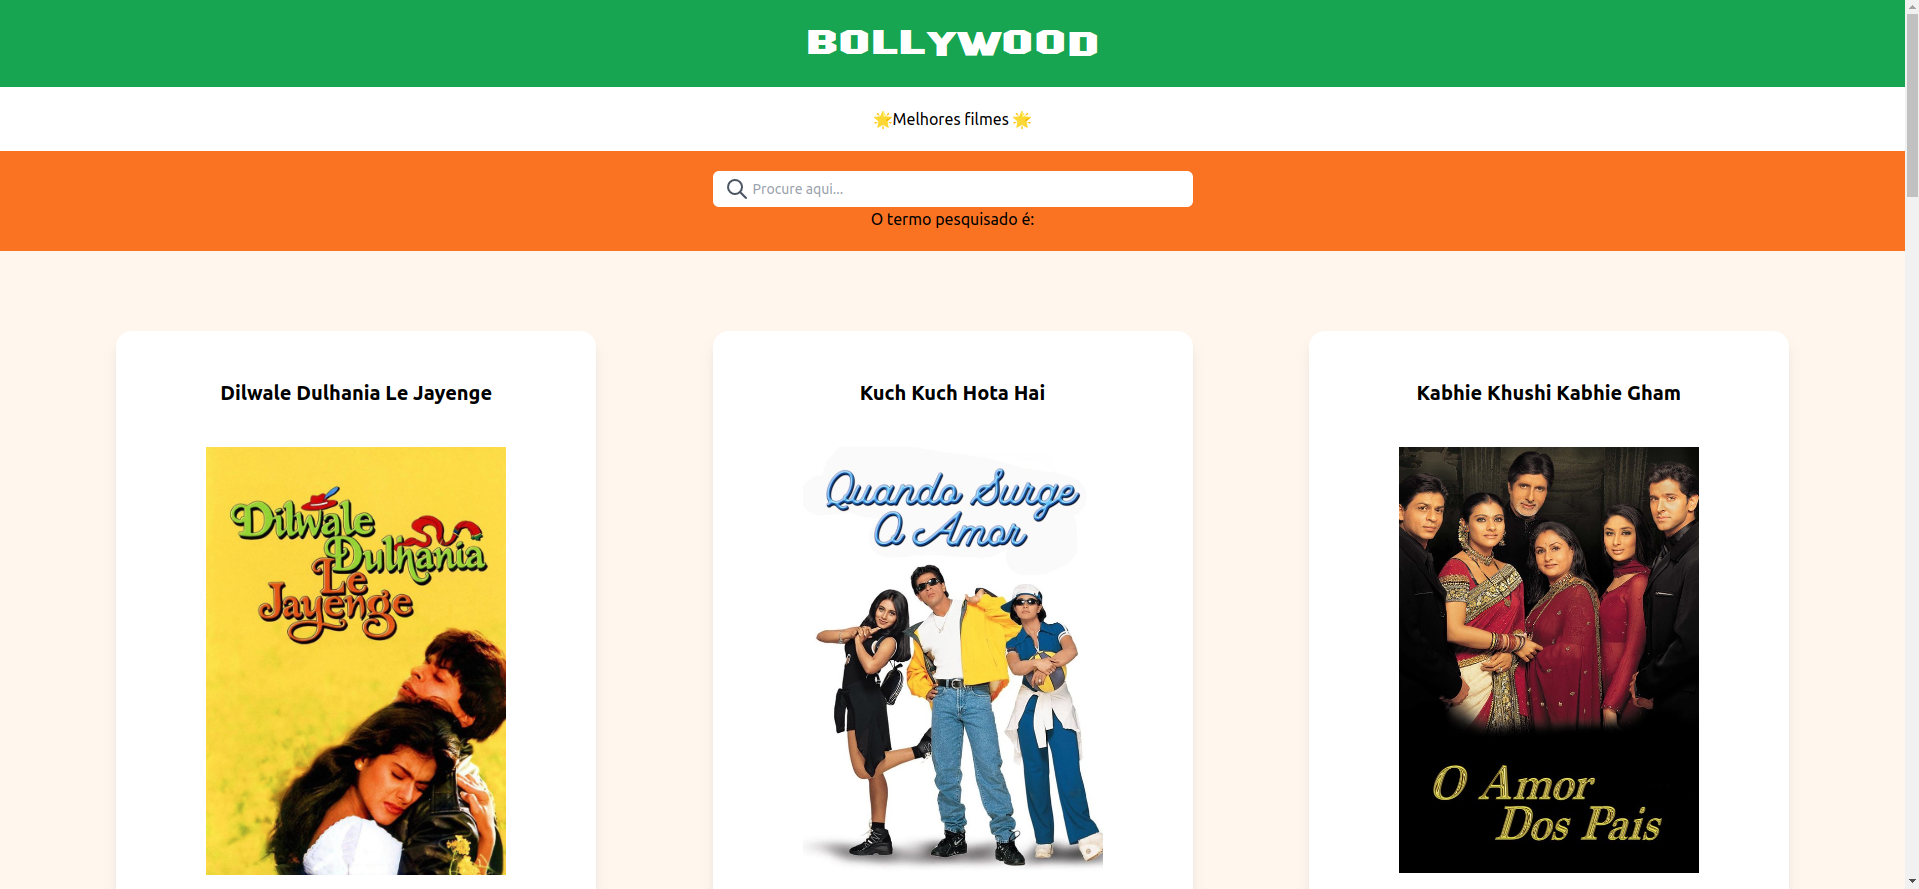 BOLLYWOOD
🌟Melhores filmes 🌟
Procure aqui...
O termo pesquisado é:
Dilwale Dulhania Le Jayenge
Kuch Kuch Hota Hai
Kabhie Khushi Kabhie Gham
Dilwale
Dulhania
Le
Jayenge
Quando Surge
O Amor
O Amor
Dos Pais